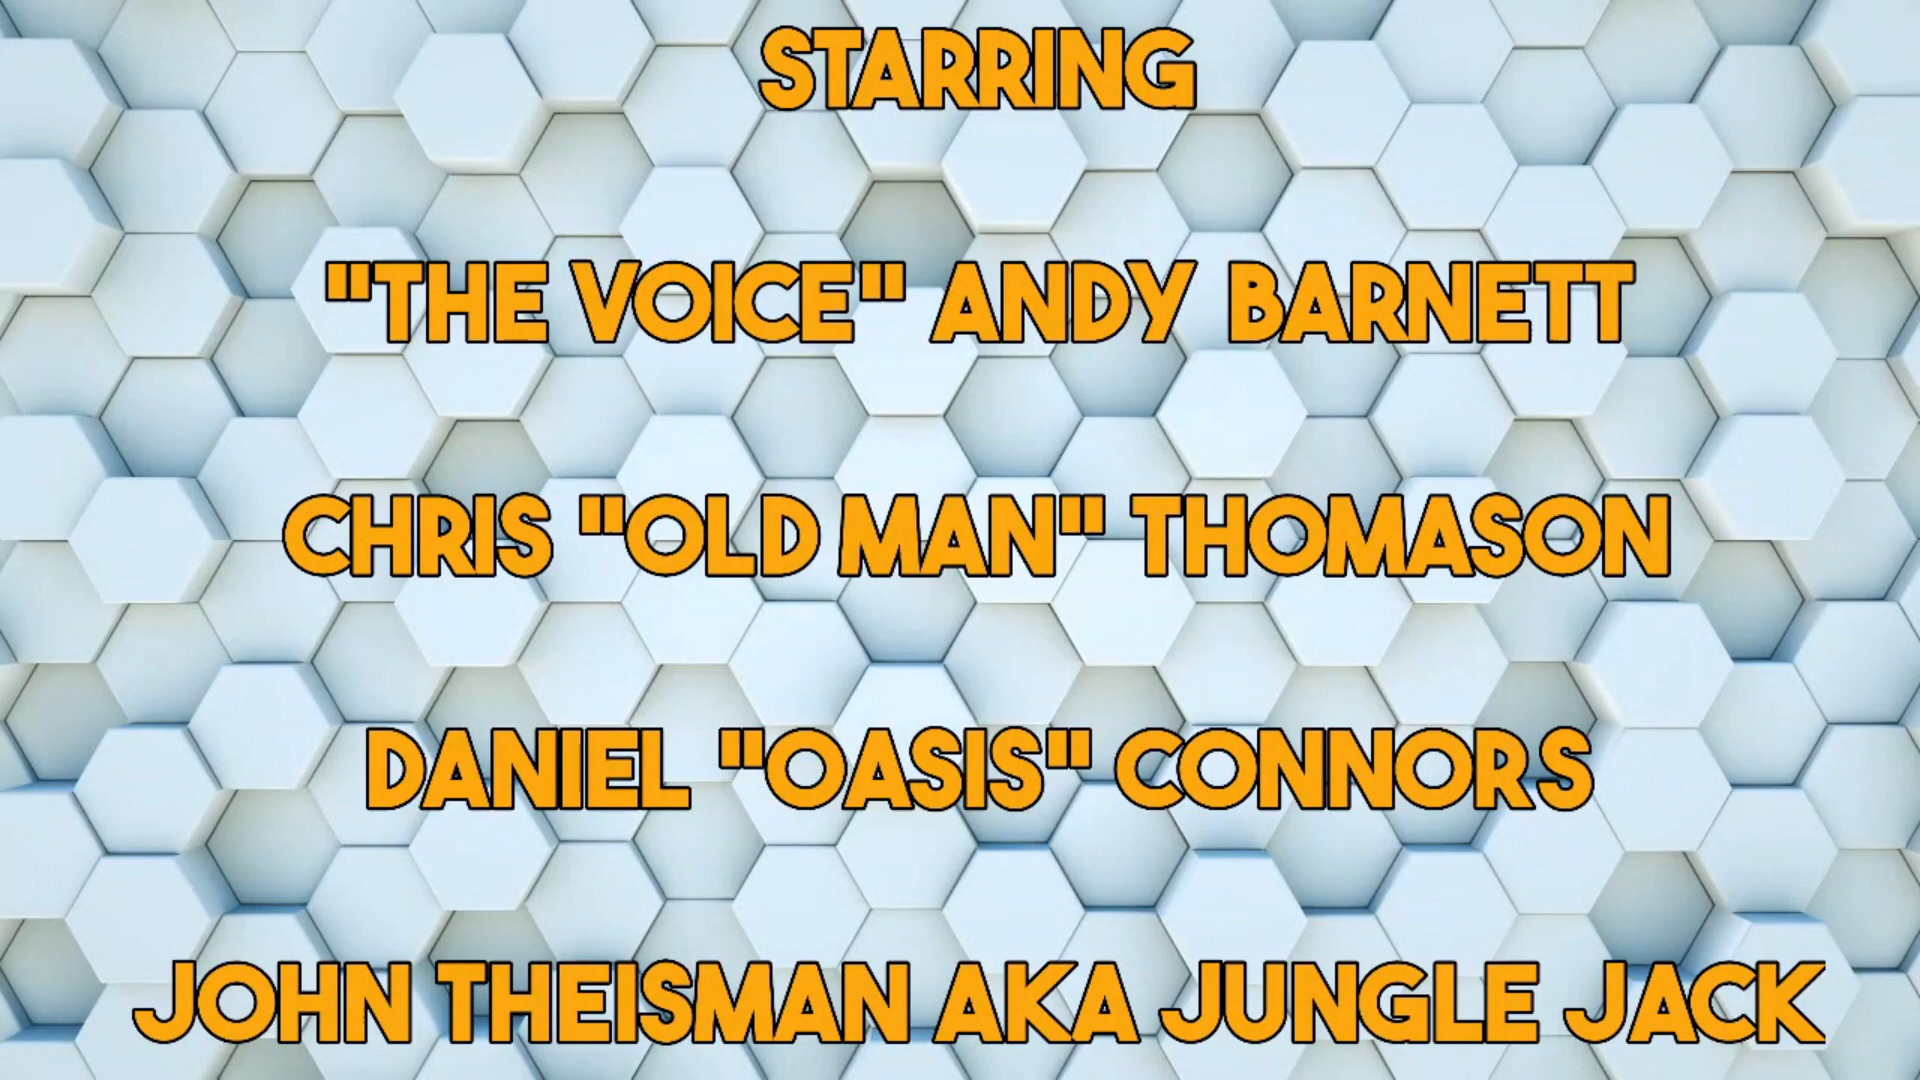 STARRING
"THE VOICE" ANDY BARNETT
CHRIS "OLD MAN" THOMASON
DANIEL "OASIS" CONNORS
JOHN THEISMAN AKA JUNGLE JACK